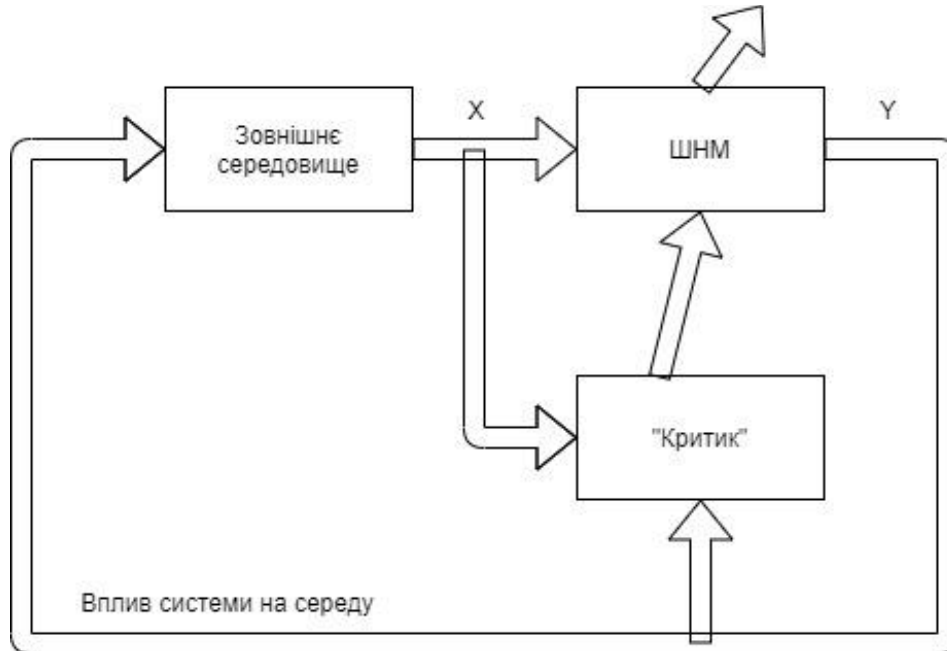 X
Y
Зовнішнє
середовище
ШНМ
"Критик"
Вплив системи на середу